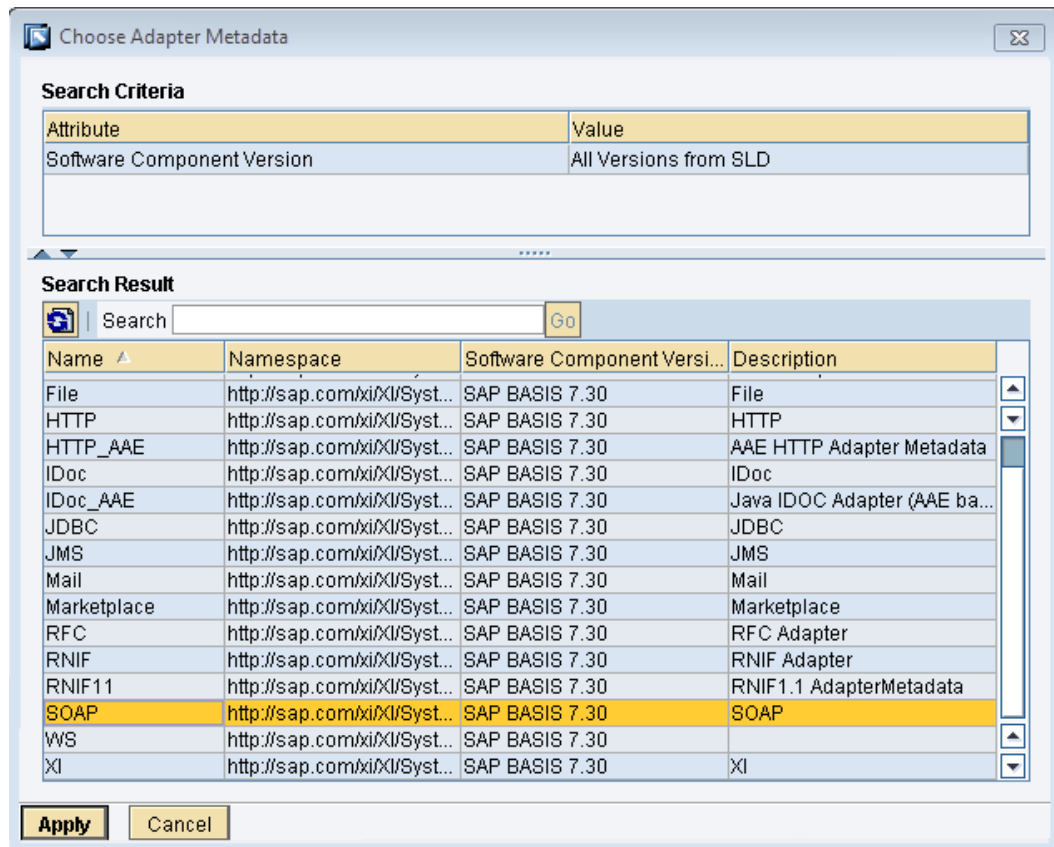 Choose Adapter Metadata
Search Criteria
Attribute Value
Software Component Version All Versions from SLD
Search Result
Search Go
Name Namespace Software Component Versi... Description
File http://sap.com/xi/XI/Syst... SAP BASIS 7.30 File
HTTP http://sap.com/xi/XI/Syst... SAP BASIS 7.30 HTTP
HTTP_AAE http://sap.com/xi/XI/Syst... SAP BASIS 7.30 AAE HTTP Adapter Metadata
IDoc http://sap.com/xi/XI/Syst... SAP BASIS 7.30 IDoc
IDoc_AAE http://sap.com/xi/XI/Syst... SAP BASIS 7.30 Java IDOC Adapter (AAE ba...
JDBC http://sap.com/xi/XI/Syst... SAP BASIS 7.30 JDBC
JMS http://sap.com/xi/XI/Syst... SAP BASIS 7.30 JMS
Mail http://sap.com/xi/XI/Syst... SAP BASIS 7.30 Mail
Marketplace http://sap.com/xi/XI/Syst... SAP BASIS 7.30 Marketplace
RFC http://sap.com/xi/XI/Syst... SAP BASIS 7.30 RFC Adapter
RNIF http://sap.com/xi/XI/Syst... SAP BASIS 7.30 RNIF Adapter
RNIF11 http://sap.com/xi/XI/Syst... SAP BASIS 7.30 RNIF1.1 AdapterMetadata
SOAP http://sap.com/xi/XI/Syst... SAP BASIS 7.30 SOAP
WS http://sap.com/xi/XI/Syst... SAP BASIS 7.30
XI http://sap.com/xi/XI/Syst... SAP BASIS 7.30 XI
Apply Cancel